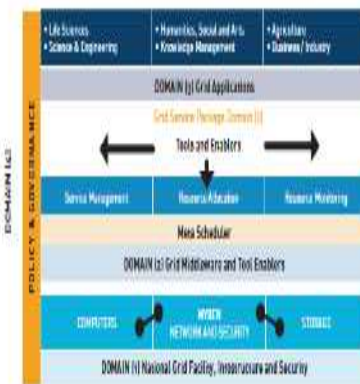 • Life Sciences
• Science & Engineering
• Humanities, Social and Arts
• Knowledge Management
• Agriculture
• Business / Industry
DOMAIN (3) Grid Applications
Grid Service Package Domain (1)
Tools and Enablers
Service Management
Resource Allocation
Resource Monitoring
Meta Scheduler
DOMAIN (2) Grid Middleware and Tool Enablers
COMPUTERS
MYREN
NETWORK AND SECURITY
STORAGE
DOMAIN (1) National Grid Facility, Infrastructure and Security
DOMAIN (4)
POLICY & GOVERNANCE